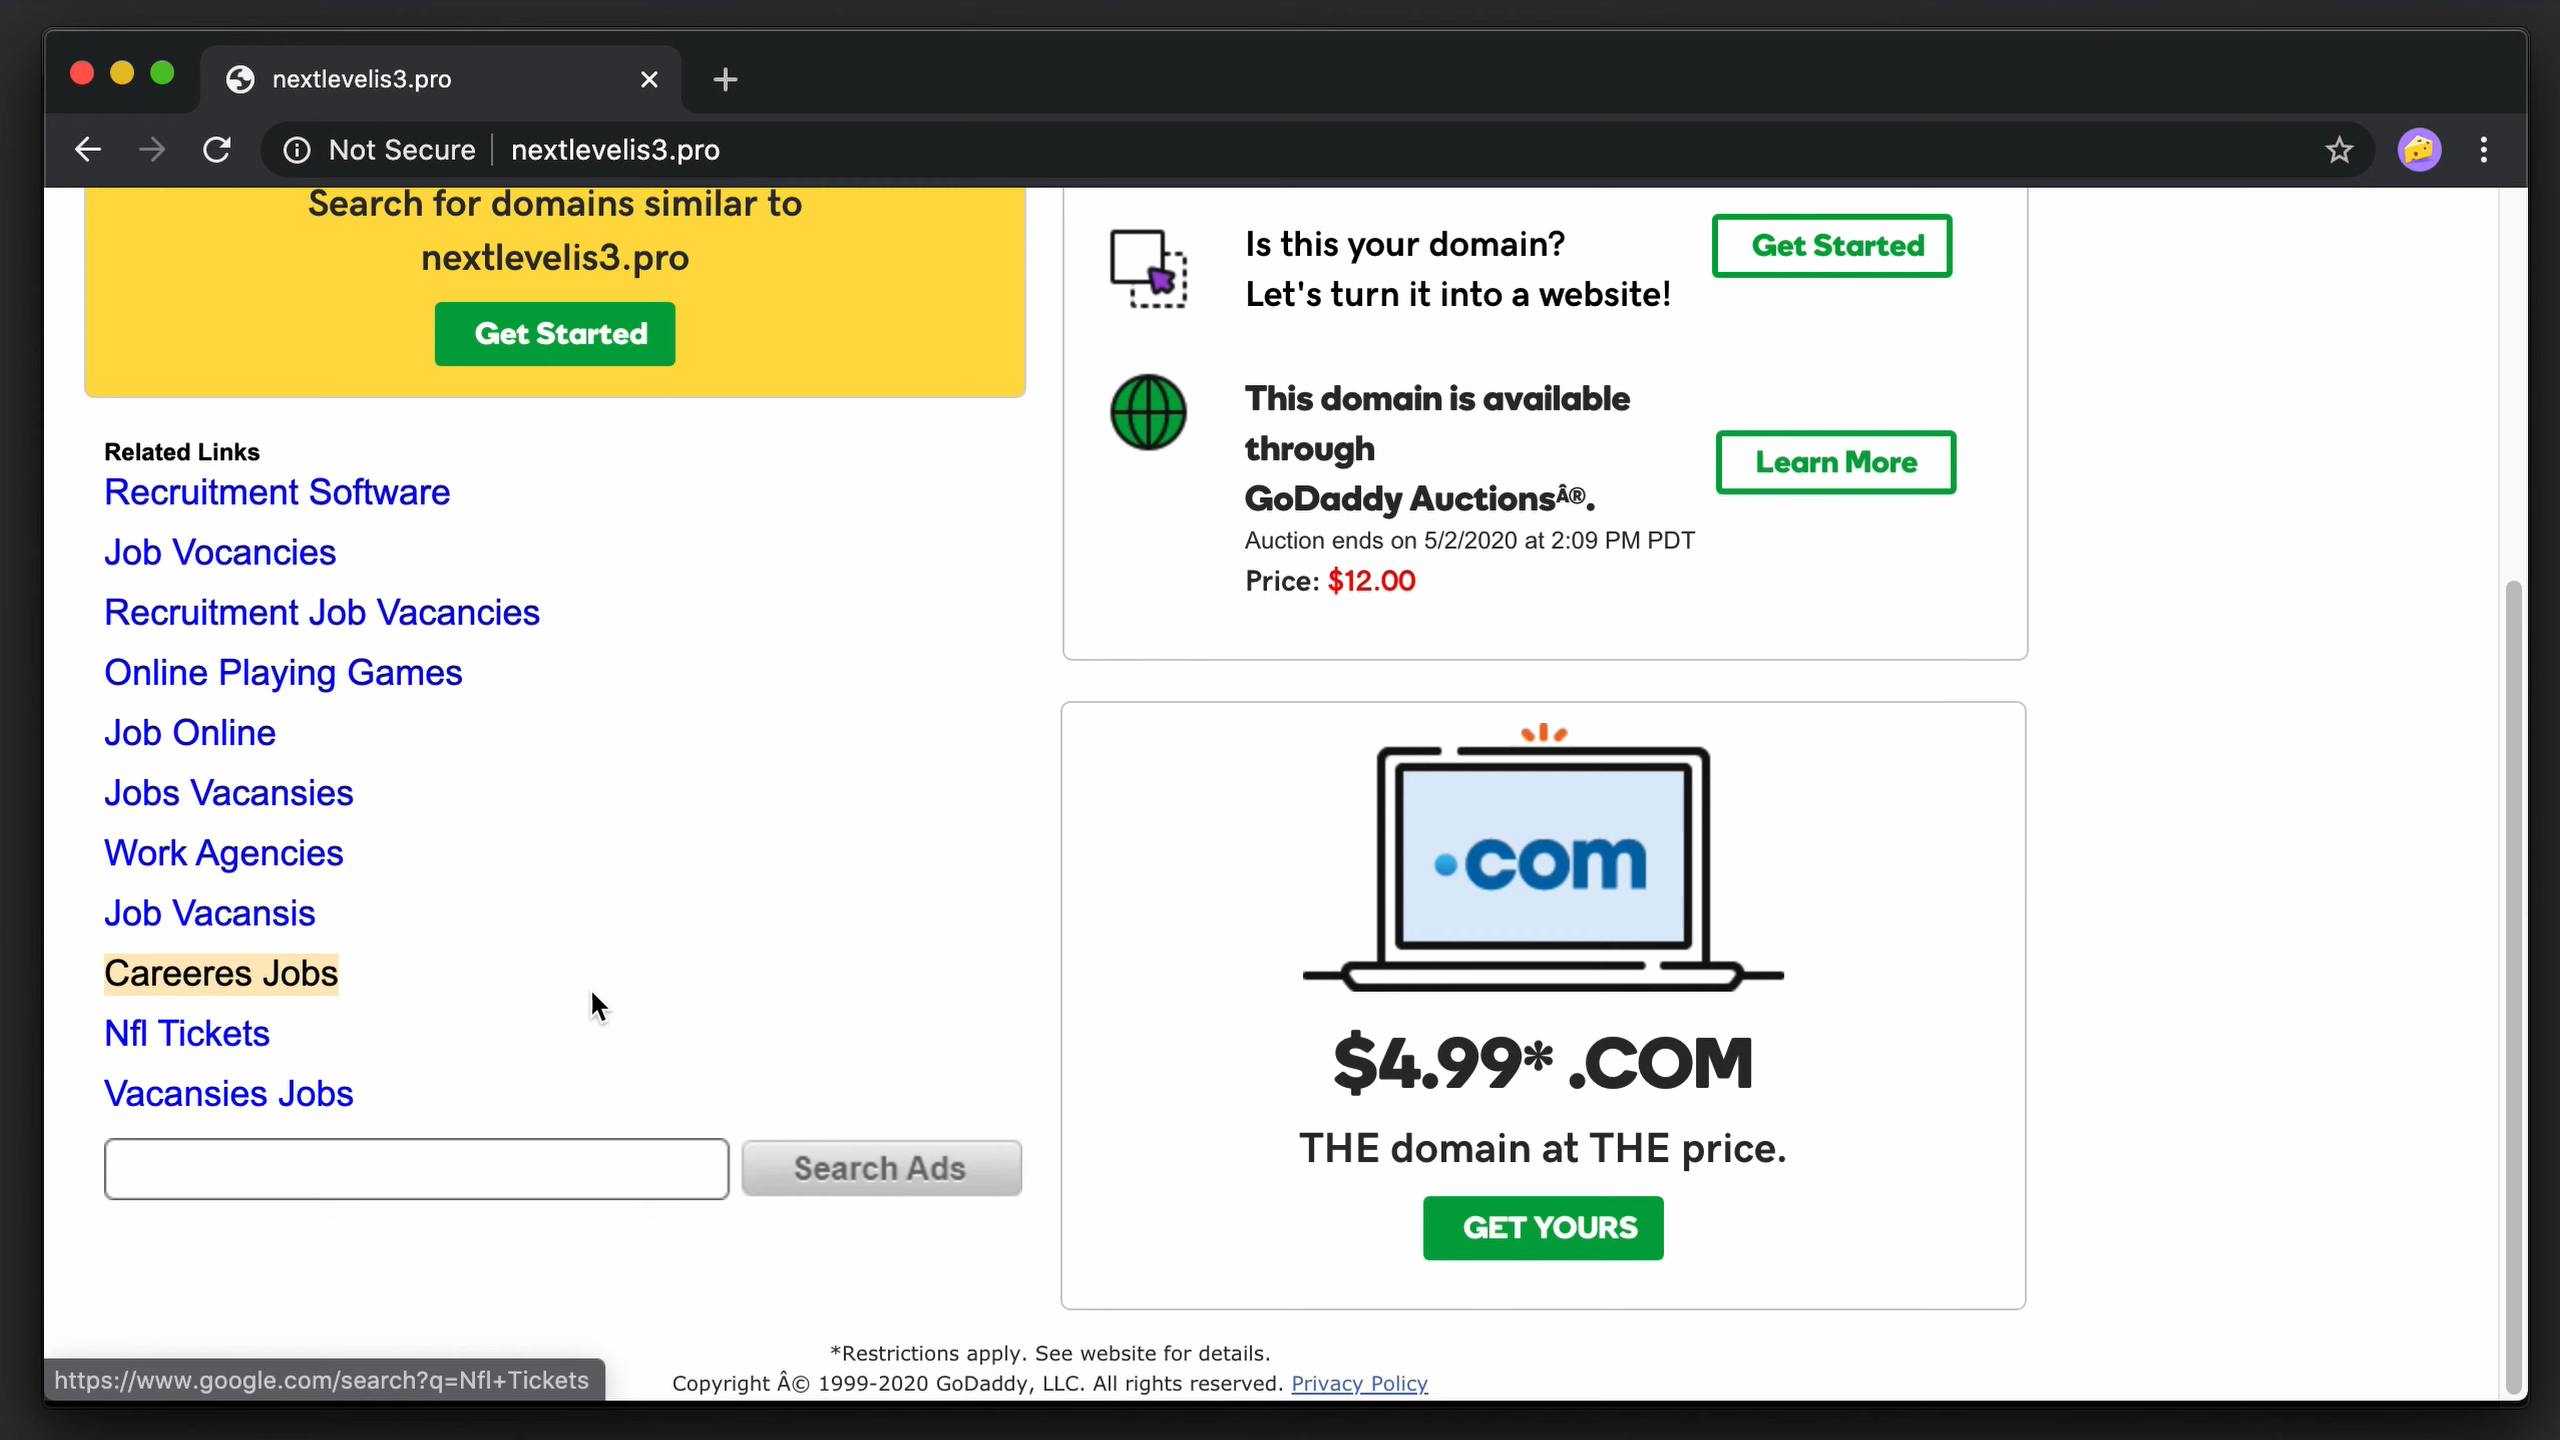 nextlevelis3.pro
Not Secure
nextlevelis3.pro
Search for domains similar to
nextlevelis3.pro
Get Started
Related Links
Recruitment Software
Job Vocancies
Recruitment Job Vacancies
Online Playing Games
Job Online
Jobs Vacansies
Work Agencies
Job Vacansis
Careeres Jobs
Nfl Tickets
Vacansies Jobs
Search Ads
Is this your domain?
Let's turn it into a website!
Get Started
This domain is available
through
GoDaddy AuctionsÂ®.
Learn More
Auction ends on 5/2/2020 at 2:09 PM PDT
Price: $12.00
.com
$4.99* .COM
THE domain at THE price.
GET YOURS
*Restrictions apply. See website for details.
Copyright Â© 1999-2020 GoDaddy, LLC. All rights reserved. Privacy Policy
https://www.google.com/search?q=Nfl+Tickets